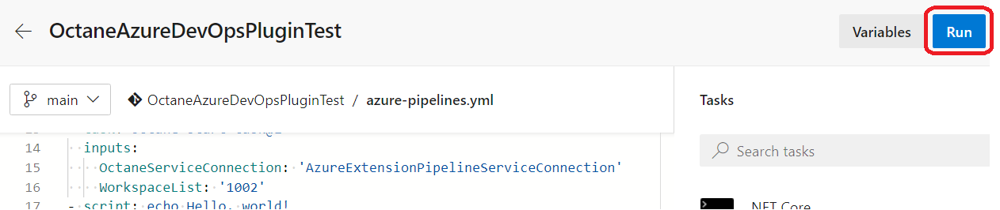 OctaneAzureDevOpsPluginTest
Variables
Run
main
OctaneAzureDevOpsPluginTest / azure-pipelines.yml
Tasks
14 inputs:
15 OctaneServiceConnection: 'AzureExtensionPipelineServiceConnection'
16 WorkspaceList: '1002'
17 - script: echo Hello, world!
Search tasks
.NET Core